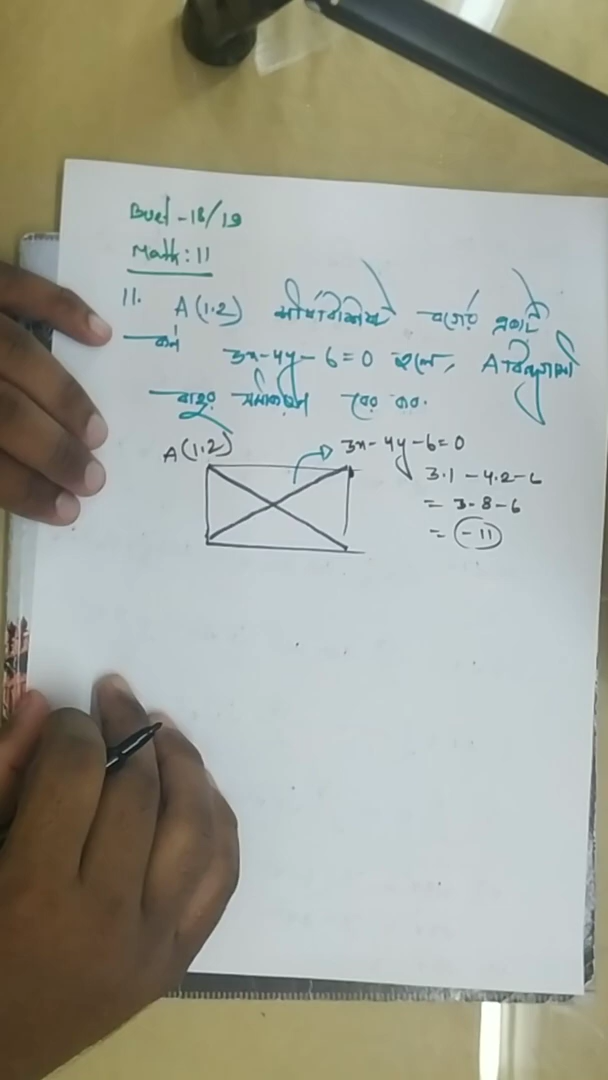 Buet - 18/19
Math: 11
11. A(1.2) শীর্ষবিশিষ্ট বর্গের একটি
কর্ণ 3x-4y-6=0 হলে, A বিন্দুগামী
বাহুর সমীকরণ বের কর.
A(1.2)
3x-4y-6=0
3.1-4.2-6
= 3-8-6
= -11